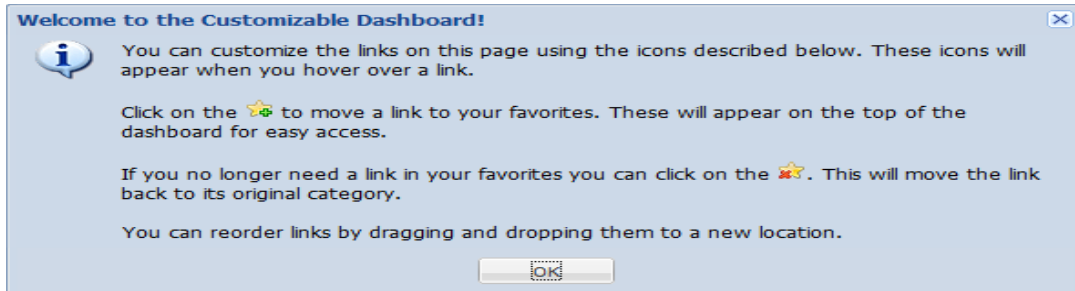 Welcome to the Customizable Dashboard!
You can customize the links on this page using the icons described below. These icons will
appear when you hover over a link.
Click on the to move a link to your favorites. These will appear on the top of the
dashboard for easy access.
If you no longer need a link in your favorites you can click on the . This will move the link
back to its original category.
You can reorder links by dragging and dropping them to a new location.
OK